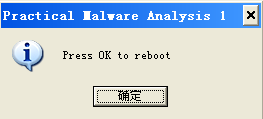 Practical Malware Analysis 1
Press OK to reboot
确定